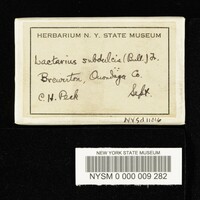 HERBARIUM N. Y. STATE MUSEUM
Lactarius subdulcis (Bull.) Fr.
Brewerton, Onondaga Co.
C. H. Peck Sept.
NEW YORK STATE MUSEUM
NYSM 0 000 009 282